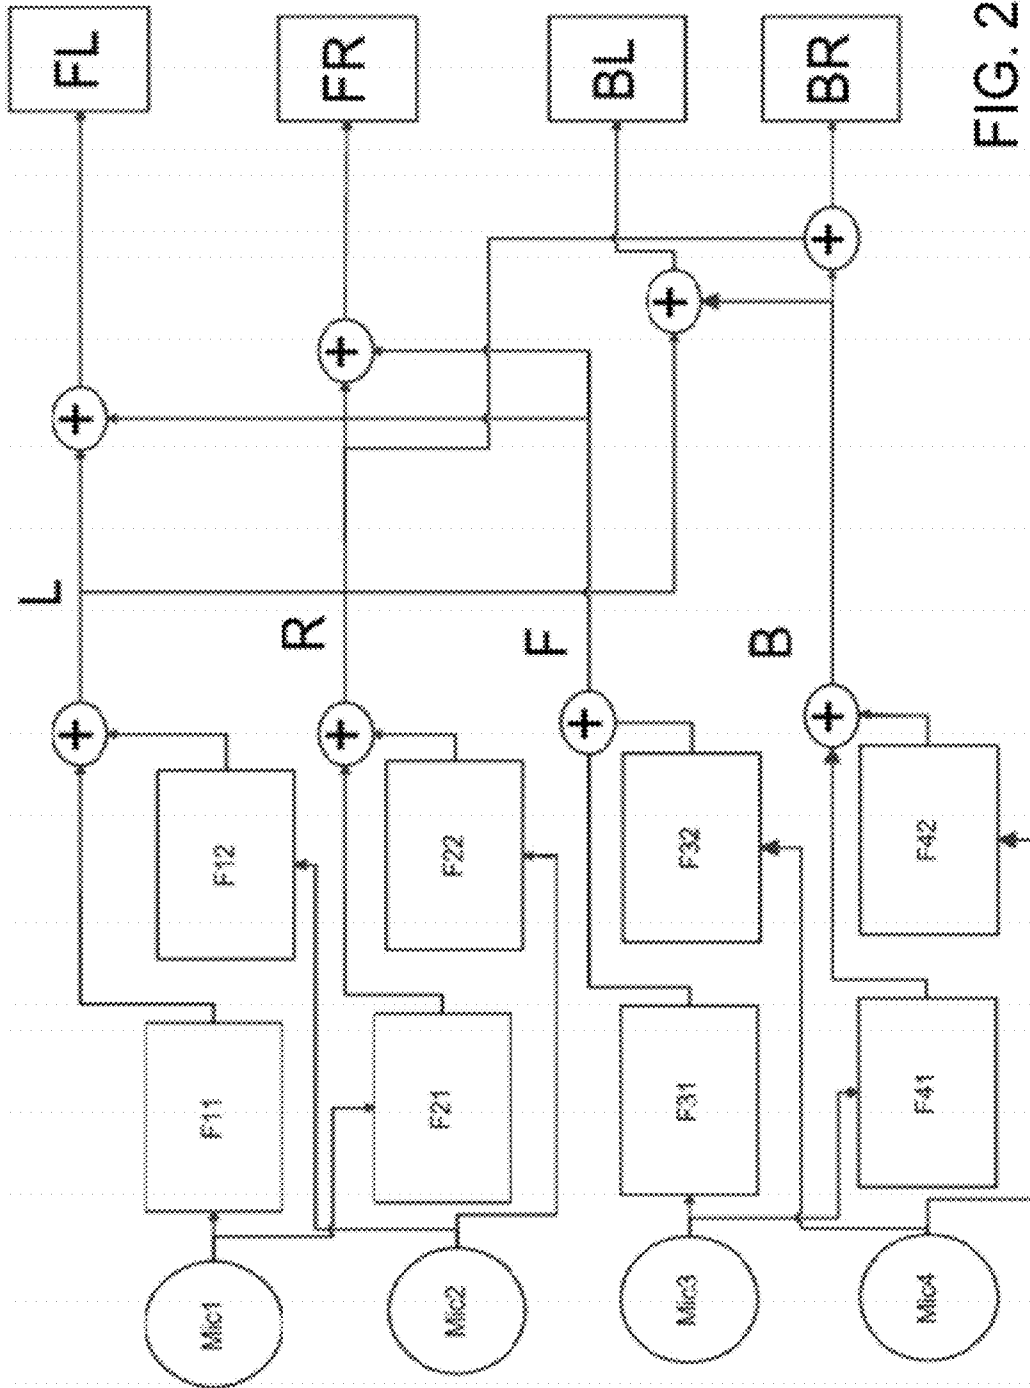 FL
FR
BL
BR
FIG. 2
+
+
+
+
L
R
F
B
+
+
+
+
F12
F22
F32
F42
F11
F21
F31
F41
Mic1
Mic2
Mic3
Mic4